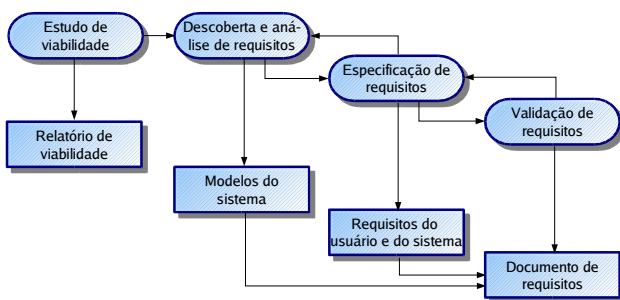 Estudo de
viabilidade
Descoberta e aná-
lise de requisitos
Especificação de
requisitos
Validação de
requisitos
Relatório de
viabilidade
Modelos do
sistema
Requisitos do
usuário e do sistema
Documento de
requisitos